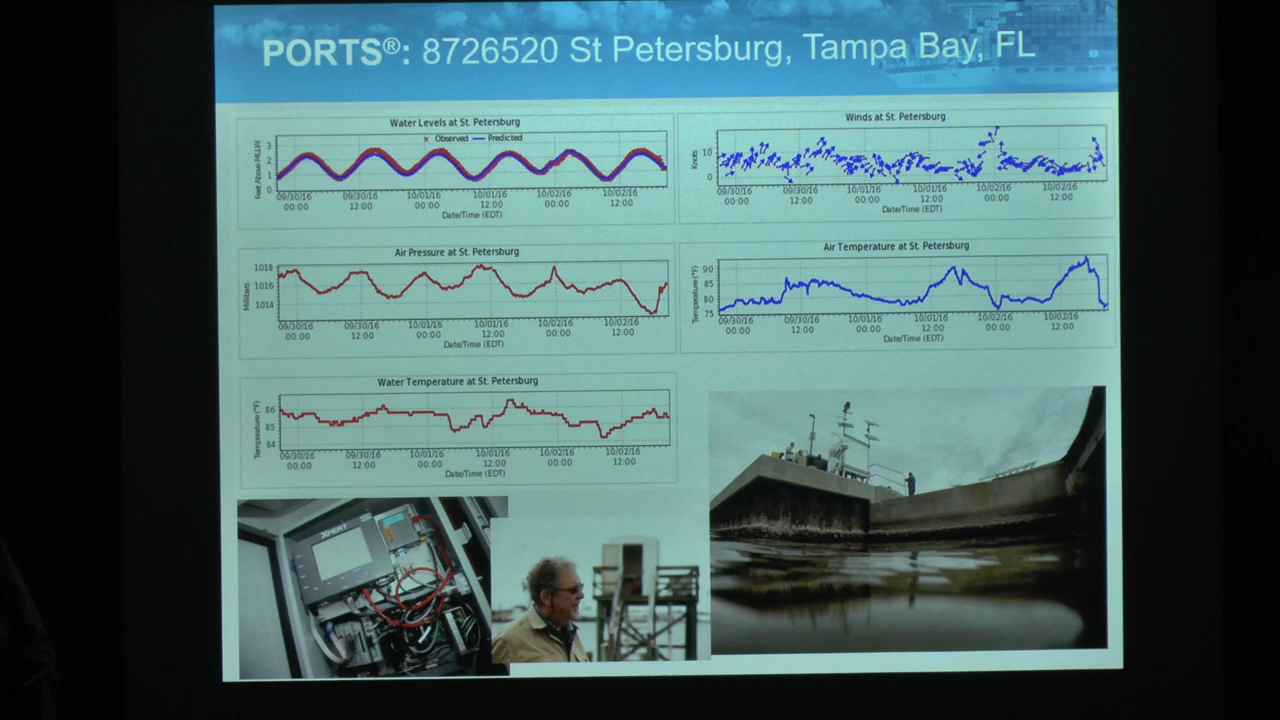 PORTS®: 8726520 St Petersburg, Tampa Bay, FL
Water Levels at St. Petersburg
Observed Predicted
Feet Above MLLW
3
2
1
0
09/30/16 09/30/16 10/01/16 10/01/16 10/02/16 10/02/16
00:00 12:00 00:00 12:00 00:00 12:00
Date/Time (EDT)
Winds at St. Petersburg
Knots
10
0
09/30/16 09/30/16 10/01/16 10/01/16 10/02/16 10/02/16
00:00 12:00 00:00 12:00 00:00 12:00
Date/Time (EDT)
Air Pressure at St. Petersburg
Millibars
1018
1016
1014
09/30/16 09/30/16 10/01/16 10/01/16 10/02/16 10/02/16
00:00 12:00 00:00 12:00 00:00 12:00
Date/Time (EDT)
Air Temperature at St. Petersburg
Temperature (°F)
90
85
80
75
09/30/16 09/30/16 10/01/16 10/01/16 10/02/16 10/02/16
00:00 12:00 00:00 12:00 00:00 12:00
Date/Time (EDT)
Water Temperature at St. Petersburg
Temperature (°F)
86
85
84
09/30/16 09/30/16 10/01/16 10/01/16 10/02/16 10/02/16
00:00 12:00 00:00 12:00 00:00 12:00
Date/Time (EDT)
XPERT